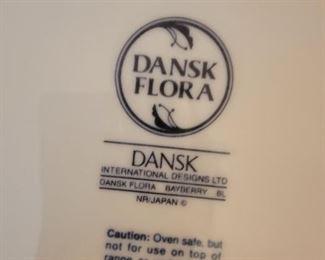 DANSK
FLORA
DANSK
INTERNATIONAL DESIGNS LTD
DANSK FLORA BAYBERRY BL
NR/JAPAN ©
Caution: Oven safe, but
not for use on top of